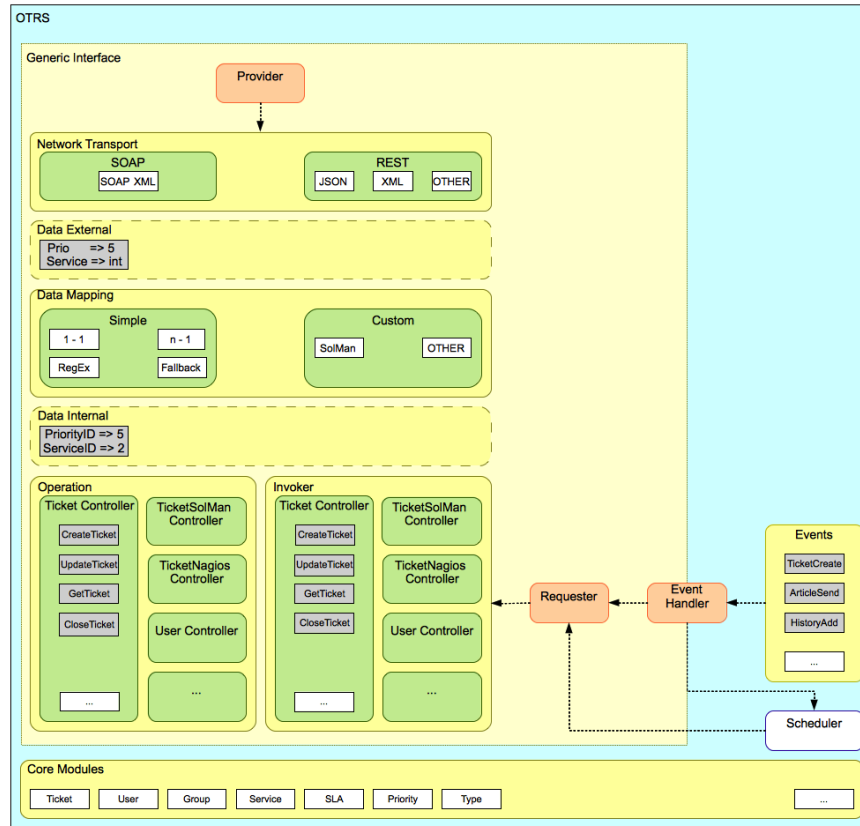 OTRS
Generic Interface
Provider
Network Transport
SOAP
SOAP XML
REST
JSON
XML
OTHER
Data External
Prio => 5
Service => int
Data Mapping
Simple
1 - 1
n - 1
RegEx
Fallback
Custom
SolMan
OTHER
Data Internal
PriorityID => 5
ServiceID => 2
Operation
Ticket Controller
CreateTicket
UpdateTicket
GetTicket
CloseTicket
...
TicketSolMan
Controller
TicketNagios
Controller
User Controller
...
Invoker
Ticket Controller
CreateTicket
UpdateTicket
GetTicket
CloseTicket
...
TicketSolMan
Controller
TicketNagios
Controller
User Controller
...
Requester
Event
Handler
Events
TicketCreate
ArticleSend
HistoryAdd
...
Scheduler
Core Modules
Ticket
User
Group
Service
SLA
Priority
Type
...